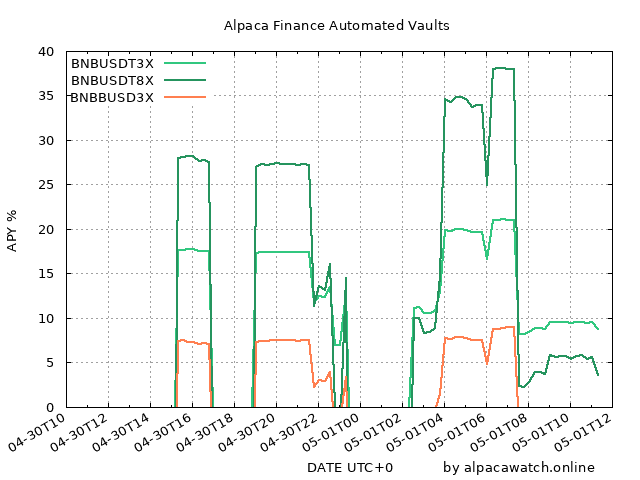 Alpaca Finance Automated Vaults
BNBUSDT3X
BNBUSDT8X
BNBBUSD3X
APY %
40
35
30
25
20
15
10
5
0
04-30T10
04-30T12
04-30T14
04-30T16
04-30T18
04-30T20
04-30T22
05-01T00
05-01T02
05-01T04
05-01T06
05-01T08
05-01T10
05-01T12
DATE UTC+0
by alpacawatch.online